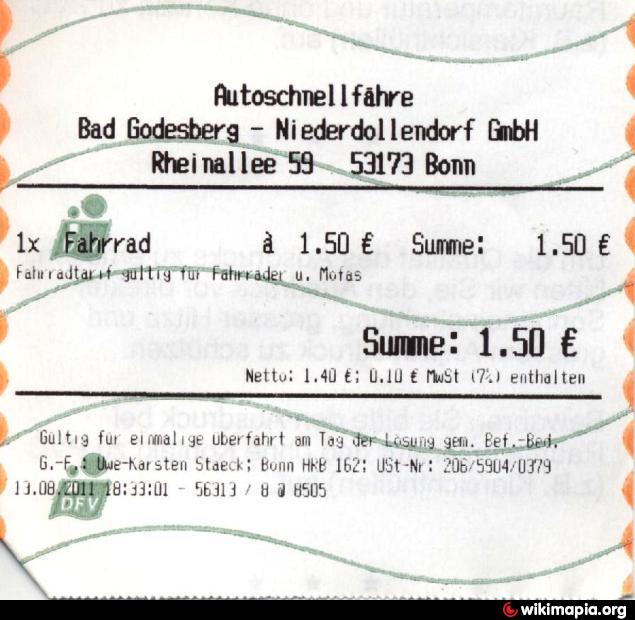 Autoschnellfähre
Bad Godesberg - Niederdollendorf GmbH
Rheinallee 59 53173 Bonn
1x Fahrrad à 1.50 € Summe: 1.50 €
Fahrradtarif gültig für Fahrräder u. Mofas
Summe: 1.50 €
Netto: 1.40 €; 0.10 € MwSt (7%) enthalten
Gültig für einmalige überfahrt am Tag der Lösung gem. Bef.-Bed.
G.-F.: Uwe-Karsten Staeck; Bonn HRB 162; USt-Nr: 206/5904/0379
13.08.2011 18:33:01 - 56313 / 8 @ 8505
DFV
wikimapia.org